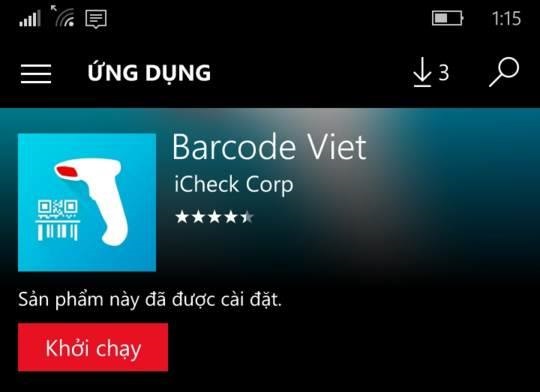 1:15
ỨNG DỤNG
3
Barcode Viet
iCheck Corp
Sản phẩm này đã được cài đặt.
Khởi chạy